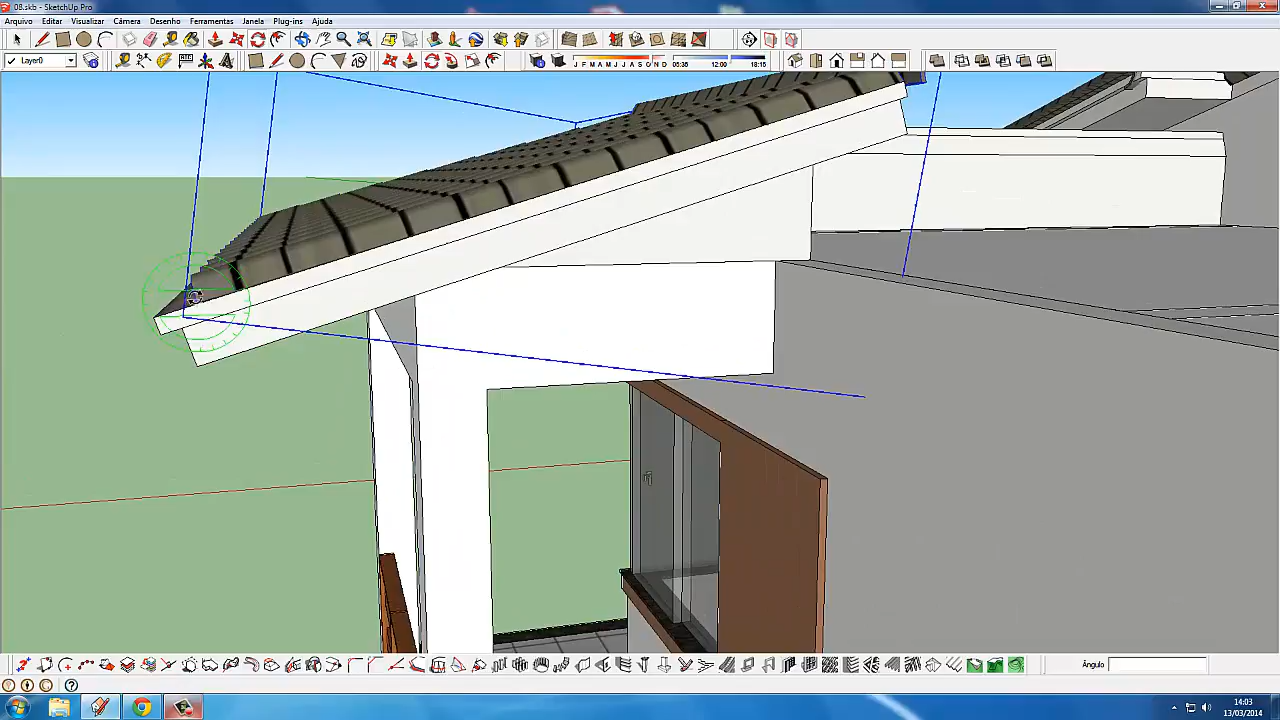 08.skb - SketchUp Pro
Arquivo Editar Visualizar Câmera Desenho Ferramentas Janela Plug-ins Ajuda
Layer0
J F M A M J J A S O N D
06:36 12:00 18:15
Ângulo
14:03
13/03/2014